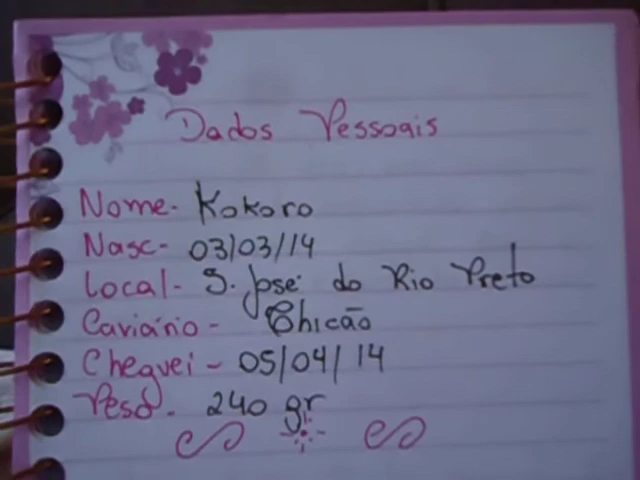 Dados Pessoais
Nome- Kokoro
Nasc- 03/03/14
Local- S. José do Rio Preto
Caviário- Chicão
Cheguei- 05/04/14
Peso- 240 gr